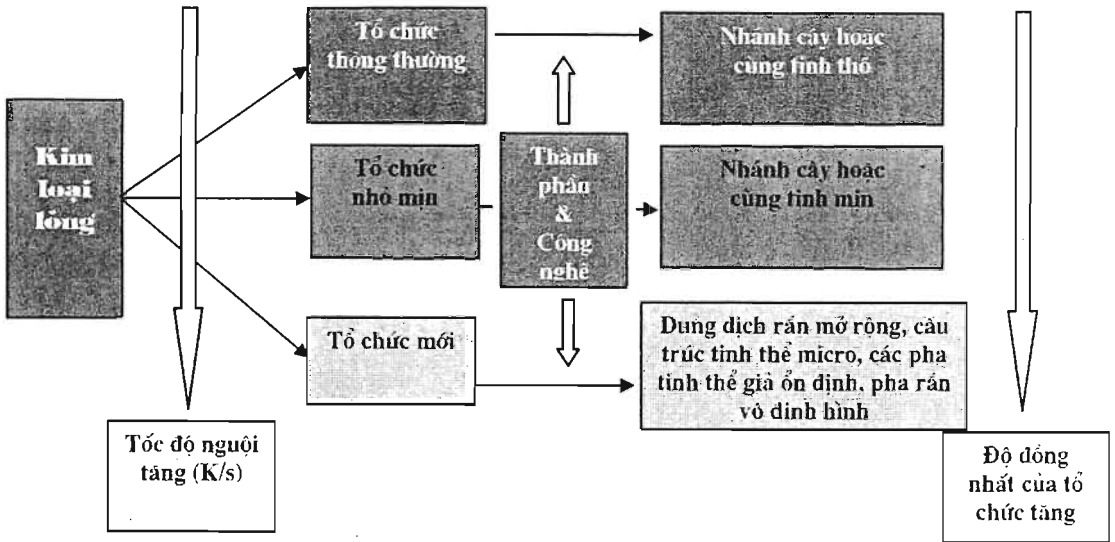 Tổ chức
thông thường
Nhánh cây hoặc
cùng tinh thô
Kim
loại
lỏng
Tổ chức
nhỏ mịn
Thành
phần
&
Công
nghệ
Nhánh cây hoặc
cùng tinh mịn
Tổ chức mới
Dung dịch rắn mở rộng, cấu
trúc tinh thể micro, các pha
tinh thể giả ổn định, pha rắn
vô định hình
Tốc độ nguội
tăng (K/s)
Độ đồng
nhất của tổ
chức tăng